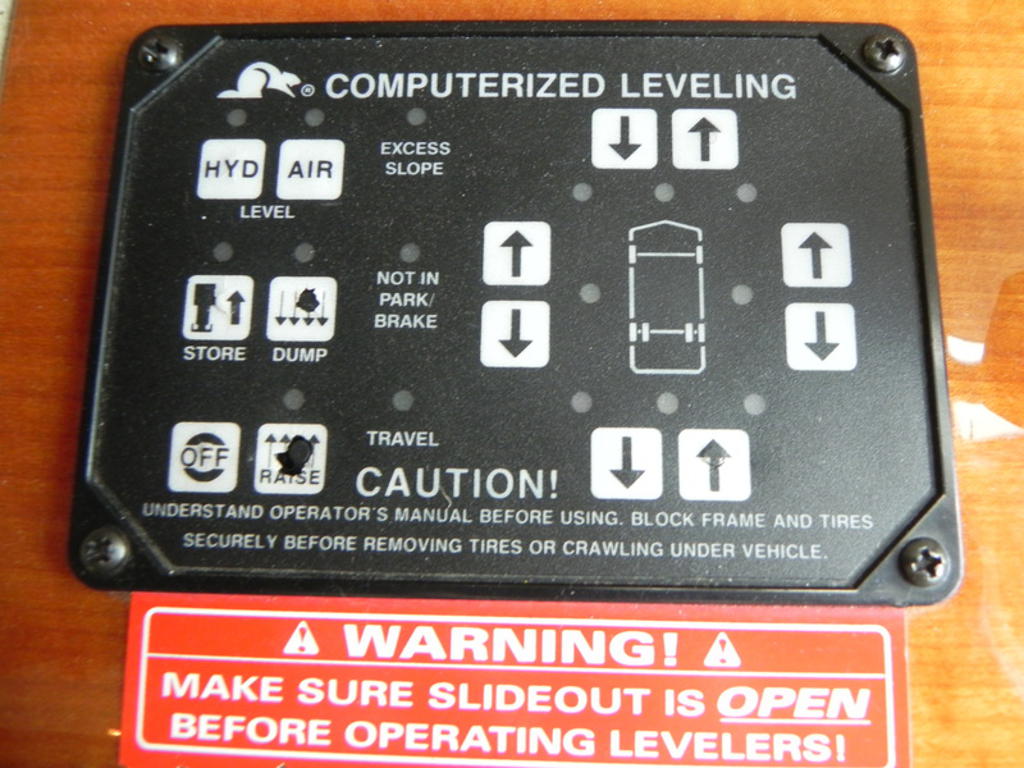 ® COMPUTERIZED LEVELING
HYD AIR
LEVEL
EXCESS
SLOPE
STORE DUMP
NOT IN
PARK/
BRAKE
OFF RAISE
TRAVEL
CAUTION!
UNDERSTAND OPERATOR'S MANUAL BEFORE USING. BLOCK FRAME AND TIRES
SECURELY BEFORE REMOVING TIRES OR CRAWLING UNDER VEHICLE.
WARNING!
MAKE SURE SLIDEOUT IS OPEN
BEFORE OPERATING LEVELERS!